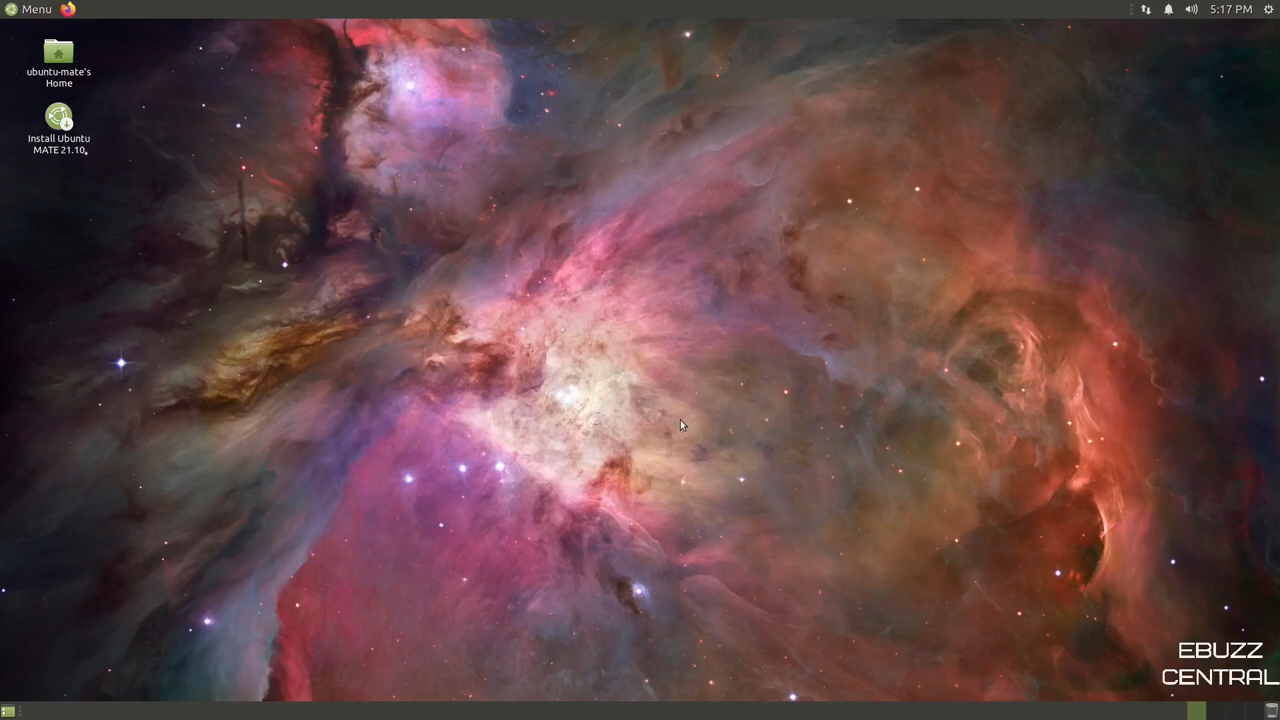 Menu
5:17 PM
ubuntu-mate's
Home
Install Ubuntu
MATE 21.10
EBUZZ
CENTRAL